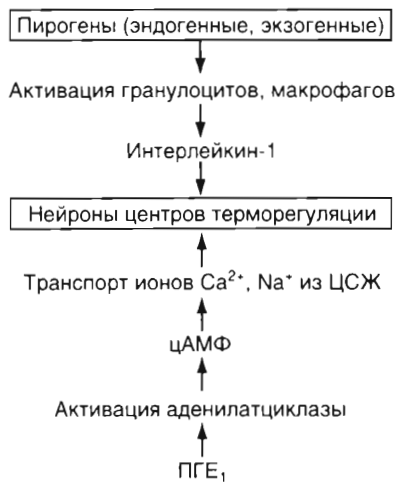 Пирогены (эндогенные, экзогенные)
Активация гранулоцитов, макрофагов
Интерлейкин-1
Нейроны центров терморегуляции
Транспорт ионов Ca²⁺, Na⁺ из ЦСЖ
цАМФ
Активация аденилатциклазы
ПГЕ₁